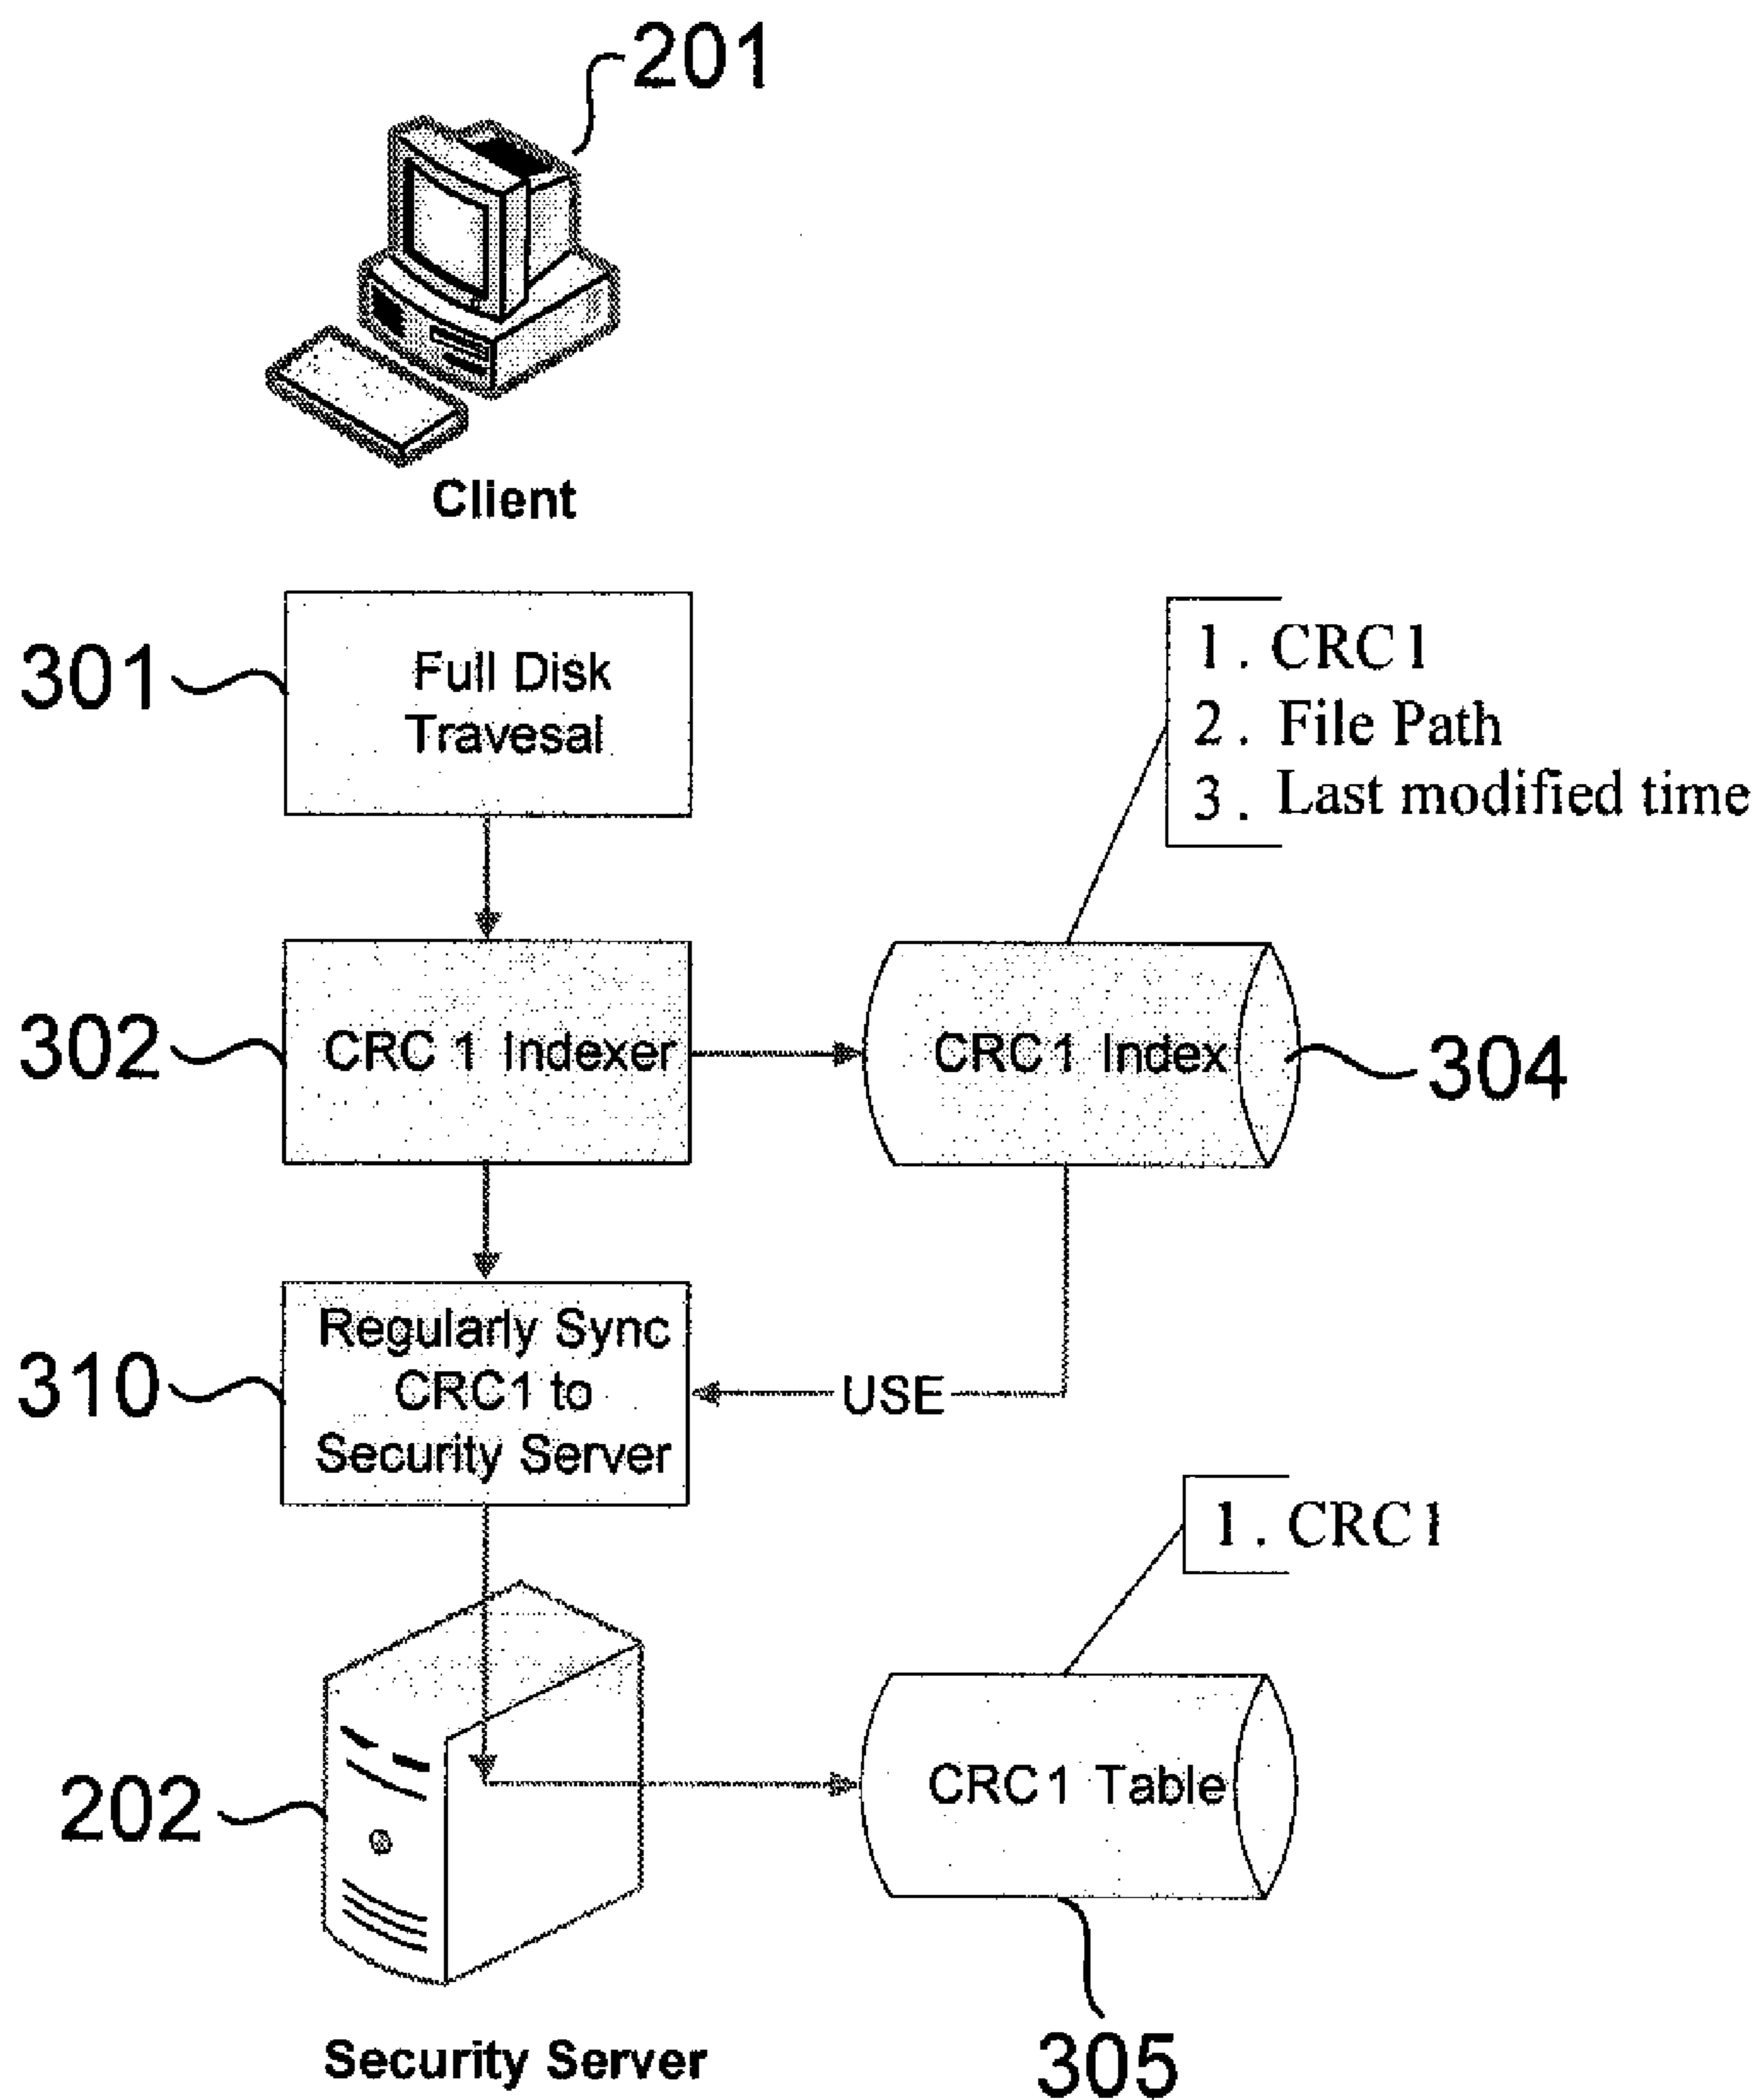 201
Client
301
Full Disk
Travesal
1. CRC1
2. File Path
3. Last modified time
302
CRC 1 Indexer
CRC1 Index
304
310
Regularly Sync
CRC1 to
Security Server
USE
1. CRC1
202
CRC1 Table
Security Server
305